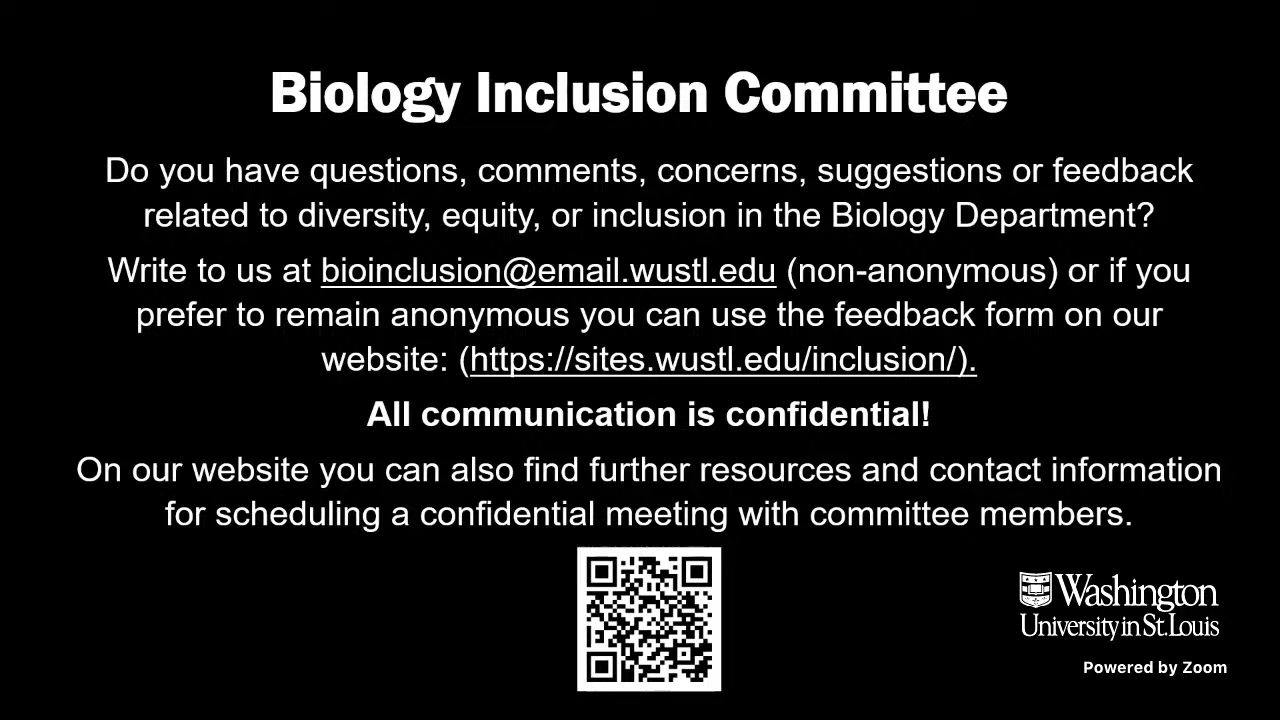 Biology Inclusion Committee
Do you have questions, comments, concerns, suggestions or feedback
related to diversity, equity, or inclusion in the Biology Department?
Write to us at bioinclusion@email.wustl.edu (non-anonymous) or if you
prefer to remain anonymous you can use the feedback form on our
website: (https://sites.wustl.edu/inclusion/).
All communication is confidential!
On our website you can also find further resources and contact information
for scheduling a confidential meeting with committee members.
Washington
University in St. Louis
Powered by Zoom